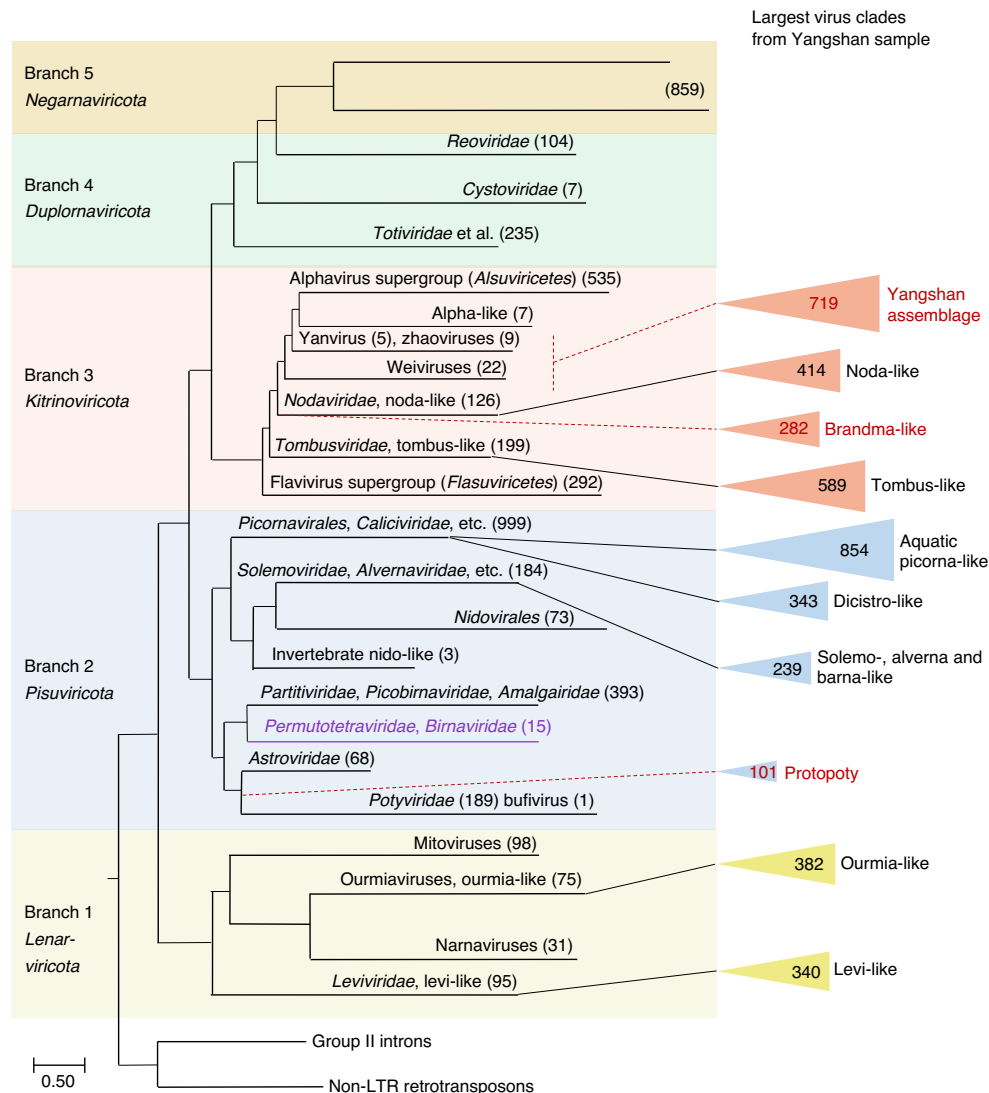 Largest virus clades
from Yangshan sample
Branch 5
Negarnaviricota
(859)
Branch 4
Duplornaviricota
Reoviridae (104)
Cystoviridae (7)
Totiviridae et al. (235)
Branch 3
Kitrinoviricota
Alphavirus supergroup (Alsuviricetes) (535)
Alpha-like (7)
Yanvirus (5), zhaoviruses (9)
Weiviruses (22)
Nodaviridae, noda-like (126)
Tombusviridae, tombus-like (199)
Flavivirus supergroup (Flasuviricetes) (292)
719
Yangshan
assemblage
414
Noda-like
282
Brandma-like
589
Tombus-like
Branch 2
Pisuviricota
Picornavirales, Caliciviridae, etc. (999)
Solemoviridae, Alvernaviridae, etc. (184)
Nidovirales (73)
Invertebrate nido-like (3)
Partitiviridae, Picobirnaviridae, Amalgairidae (393)
Permutotetraviridae, Birnaviridae (15)
Astroviridae (68)
Potyviridae (189) bufivirus (1)
854
Aquatic
picorna-like
343
Dicistro-like
239
Solemo-, alverna and
barna-like
101
Protopoty
Branch 1
Lenar-
viricota
Mitoviruses (98)
Ourmiaviruses, ourmia-like (75)
Narnaviruses (31)
Leviviridae, levi-like (95)
382
Ourmia-like
340
Levi-like
Group II introns
Non-LTR retrotransposons
0.50